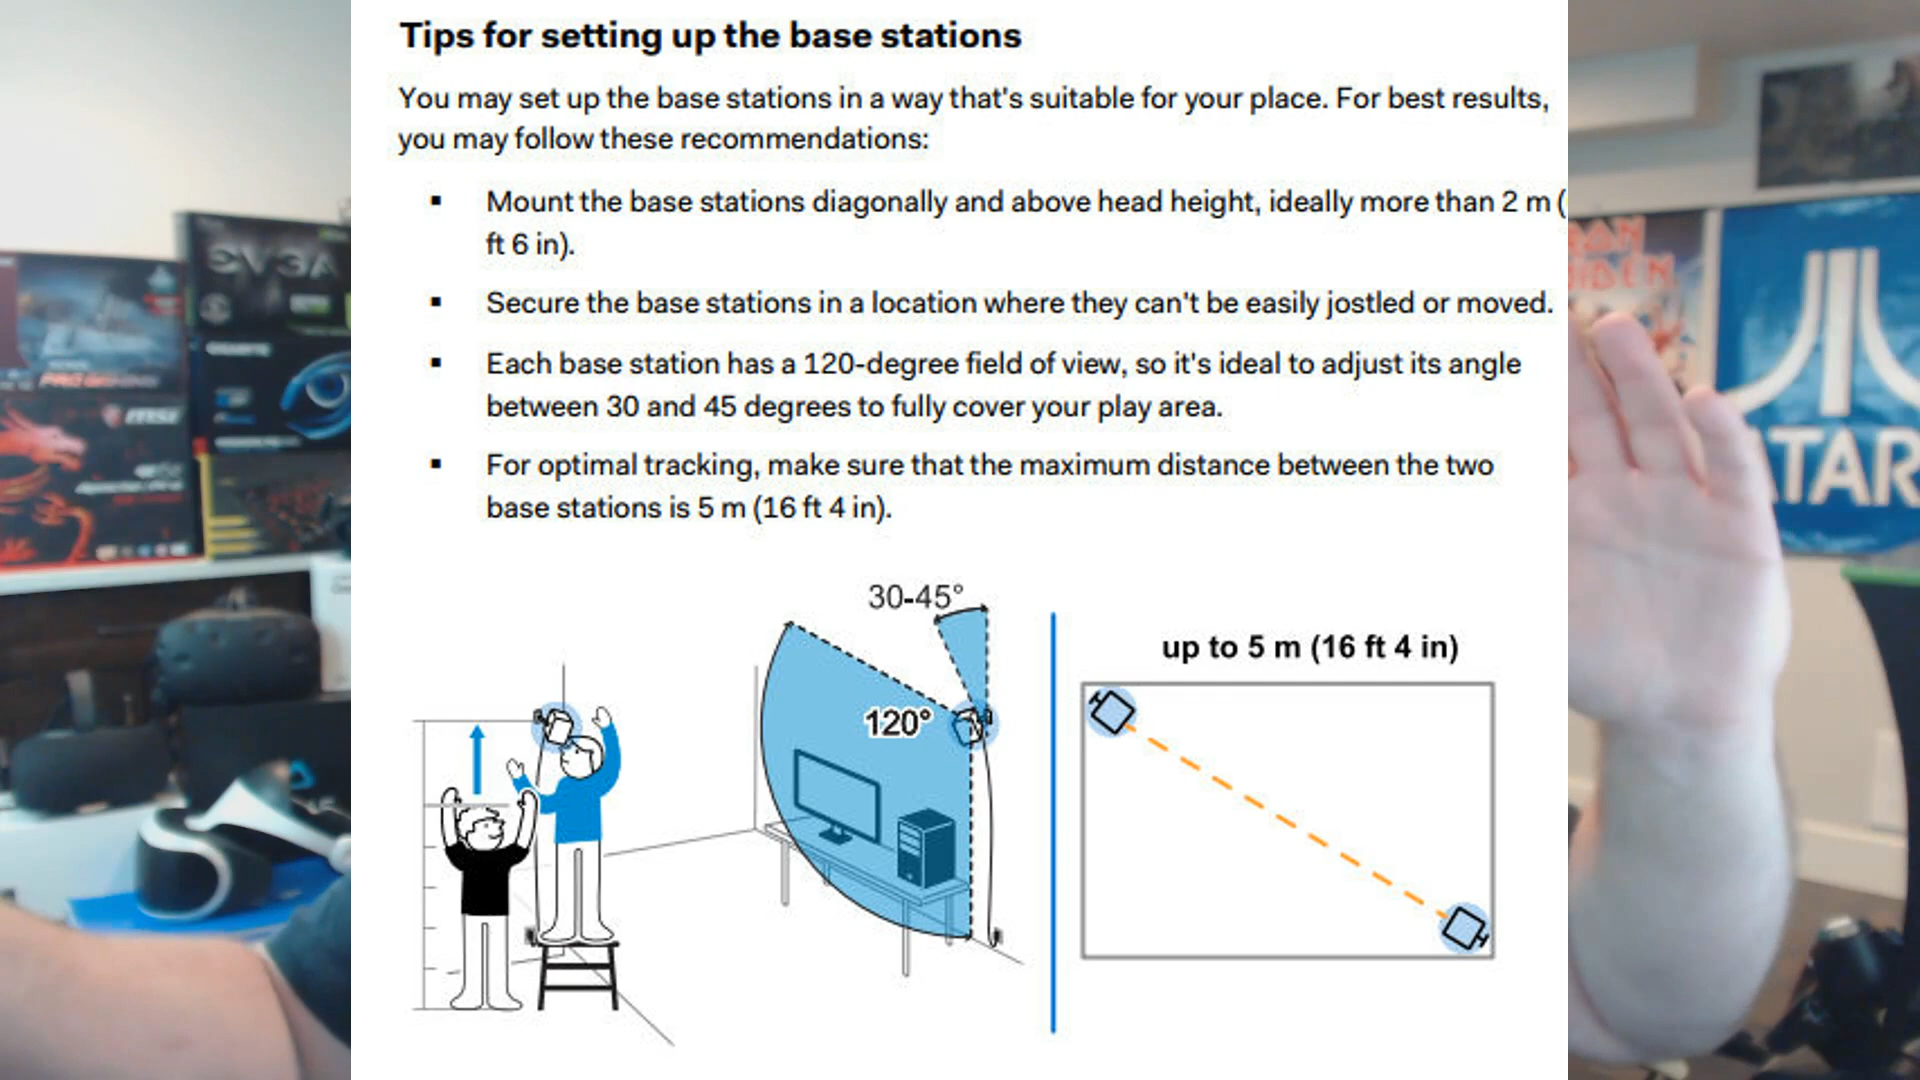 Tips for setting up the base stations
You may set up the base stations in a way that's suitable for your place. For best results,
you may follow these recommendations:
▪ Mount the base stations diagonally and above head height, ideally more than 2 m (
ft 6 in).
▪ Secure the base stations in a location where they can't be easily jostled or moved.
▪ Each base station has a 120-degree field of view, so it's ideal to adjust its angle
between 30 and 45 degrees to fully cover your play area.
▪ For optimal tracking, make sure that the maximum distance between the two
base stations is 5 m (16 ft 4 in).
30-45°
120°
up to 5 m (16 ft 4 in)
EVGA
GIGABYTE
msi
IDEN
TAR